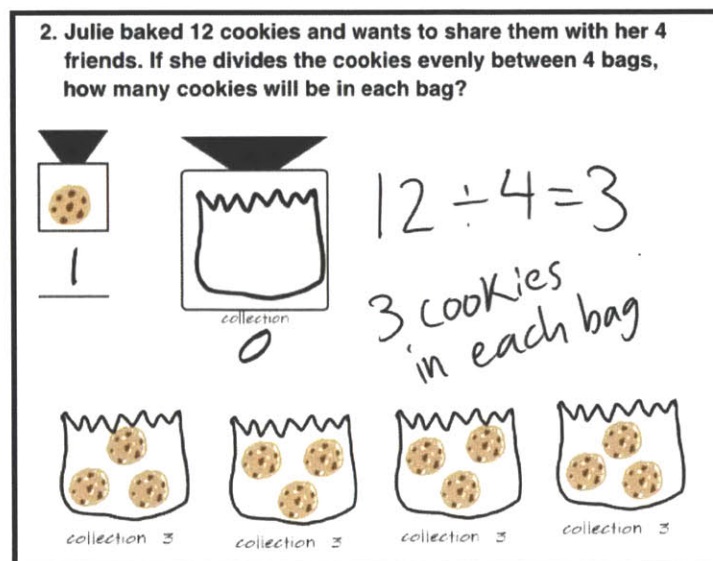 2. Julie baked 12 cookies and wants to share them with her 4
friends. If she divides the cookies evenly between 4 bags,
how many cookies will be in each bag?
12 ÷ 4 = 3
1
collection
0
3 cookies
in each bag
collection 3
collection 3
collection 3
collection 3